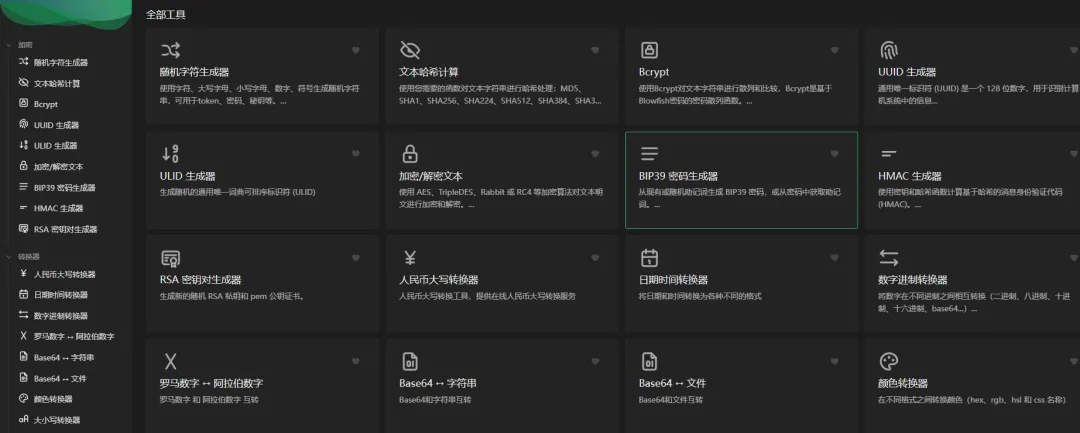 加密
随机字符生成器
文本哈希计算
Bcrypt
UUID 生成器
ULID 生成器
加密/解密文本
BIP39 密码生成器
HMAC 生成器
RSA 密钥对生成器
转换器
人民币大写转换器
日期时间转换器
数字进制转换器
罗马数字 ↔ 阿拉伯数字
Base64 ↔ 字符串
Base64 ↔ 文件
颜色转换器
大小写转换器
全部工具
随机字符生成器
使用字符、大写字母、小写字母、数字、符号生成随机字符
串，可用于token、密码、秘钥等。...
文本哈希计算
使用您能要的函数对文本字符串进行哈希处理：MD5、
SHA1、SHA256、SHA224、SHA512、SHA384、SHA3...
Bcrypt
使用Bcrypt对文本字符串进行散列和比较，Bcrypt是基于
Blowfish密码的密码散列函数。...
UUID 生成器
通用唯一标识符 (UUID) 是一个 128 位数字，用于识别计算
机系统中的信息...
ULID 生成器
生成随机的通用唯一词典可排序标识符 (ULID)
加密/解密文本
使用 AES、TripleDES、Rabbit 或 RC4 等加密算法对文本明
文进行加密和解密。...
BIP39 密码生成器
从现有或随机助记词生成 BIP39 密码，或从密码中获取助记
词。...
HMAC 生成器
使用密钥和哈希函数计算基于哈希的消息身份验证代码
(HMAC)。...
RSA 密钥对生成器
生成新的随机 RSA 私钥和 pem 公钥证书。
人民币大写转换器
人民币大写转换工具，提供在线人民币大写转换服务
日期时间转换器
将日期和时间转换为各种不同的格式
数字进制转换器
将数字在不同进制之间相互转换（二进制、八进制、十进
制、十六进制、base64...）...
罗马数字 ↔ 阿拉伯数字
罗马数字 和 阿拉伯数字 互转
Base64 ↔ 字符串
Base64和字符串互转
Base64 ↔ 文件
Base64和文件互转
颜色转换器
在不同格式之间转换颜色（hex、rgb、hsl 和 css 名称）